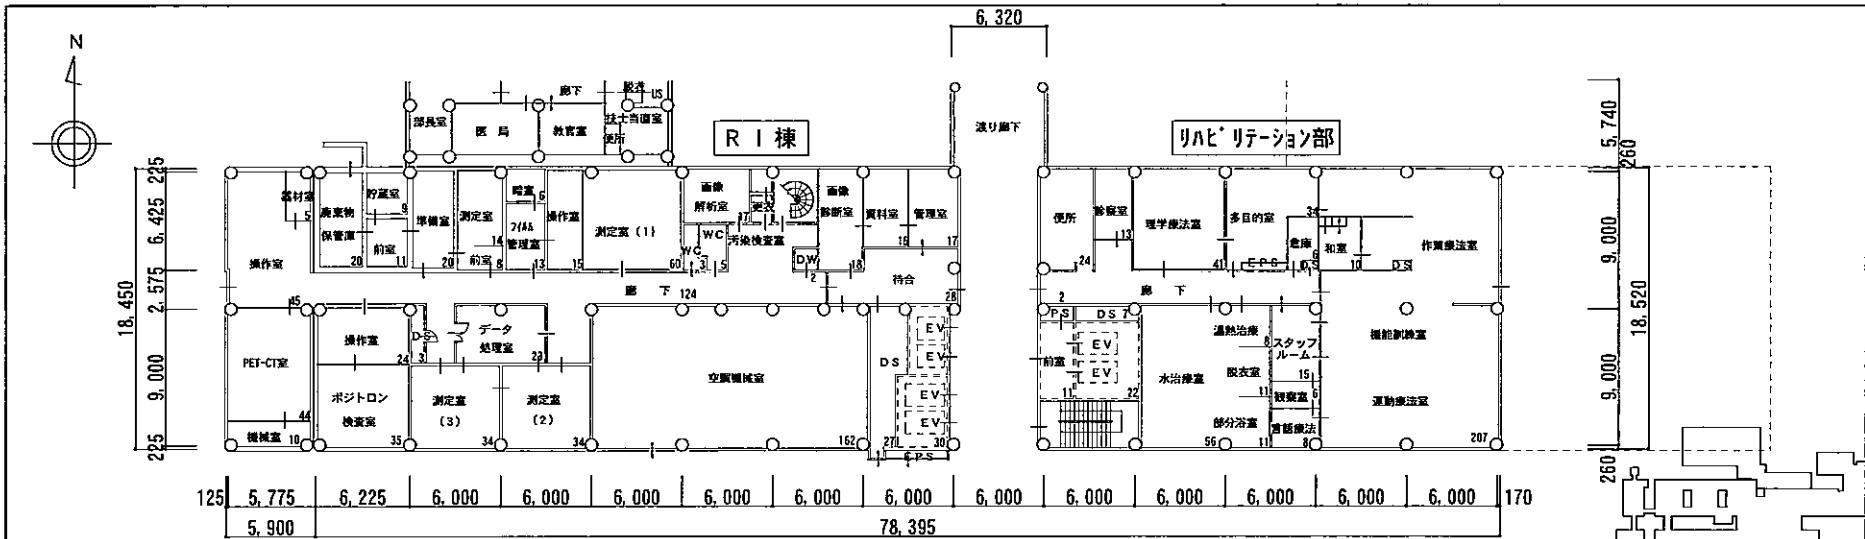 6,320
N
廊下
脱衣
US
部長室
医局
教官室
技士当直室
便所
RI棟
渡り廊下
リハビリテーション部
5,740
260
225
6,425
2,575
9,000
225
18,450
器材室
5
廃棄物
保管庫
20
貯蔵室
9
前室
11
準備室
20
測定室
14
前室
8
暗室
6
フィルム
管理室
13
操作室
15
測定室(1)
60
画像
解析室
17
更衣
WC
3
WC
5
汚染検査室
DW
2
画像
診断室
18
資料室
16
管理室
17
待合
28
操作室
45
廊下
124
PET-CT室
44
機械室
10
操作室
24
ポジトロン
検査室
35
DS
3
データ
処理室
23
測定室
(3)
34
測定室
(2)
34
空調機械室
162
DS
27
EV
EV
EV
EV
30
EPS
便所
24
診察室
13
理学療法室
41
多目的室
34
倉庫
6
EPS
DS
和室
10
DS
作業療法室
2
廊下
PS
DS 7
前室
11
EV
EV
22
温熱治療
8
水治療室
56
脱衣室
11
部分浴室
11
スタッフ
ルーム
15
観察室
6
言語療法
8
機能訓練室
運動療法室
207
9,000
9,000
18,520
260
125
5,775
6,225
6,000
6,000
6,000
6,000
6,000
6,000
6,000
6,000
6,000
6,000
6,000
6,000
170
5,900
78,395